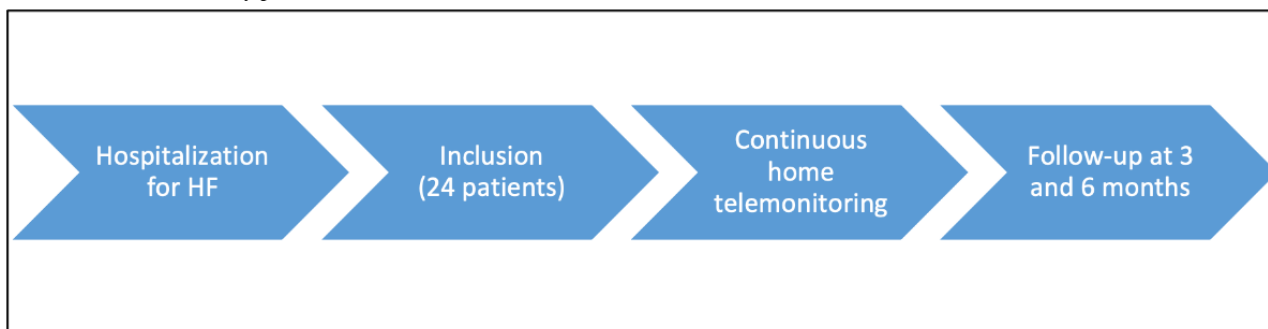 Hospitalization
for HF
Inclusion
(24 patients)
Continuous
home
telemonitoring
Follow-up at 3
and 6 months